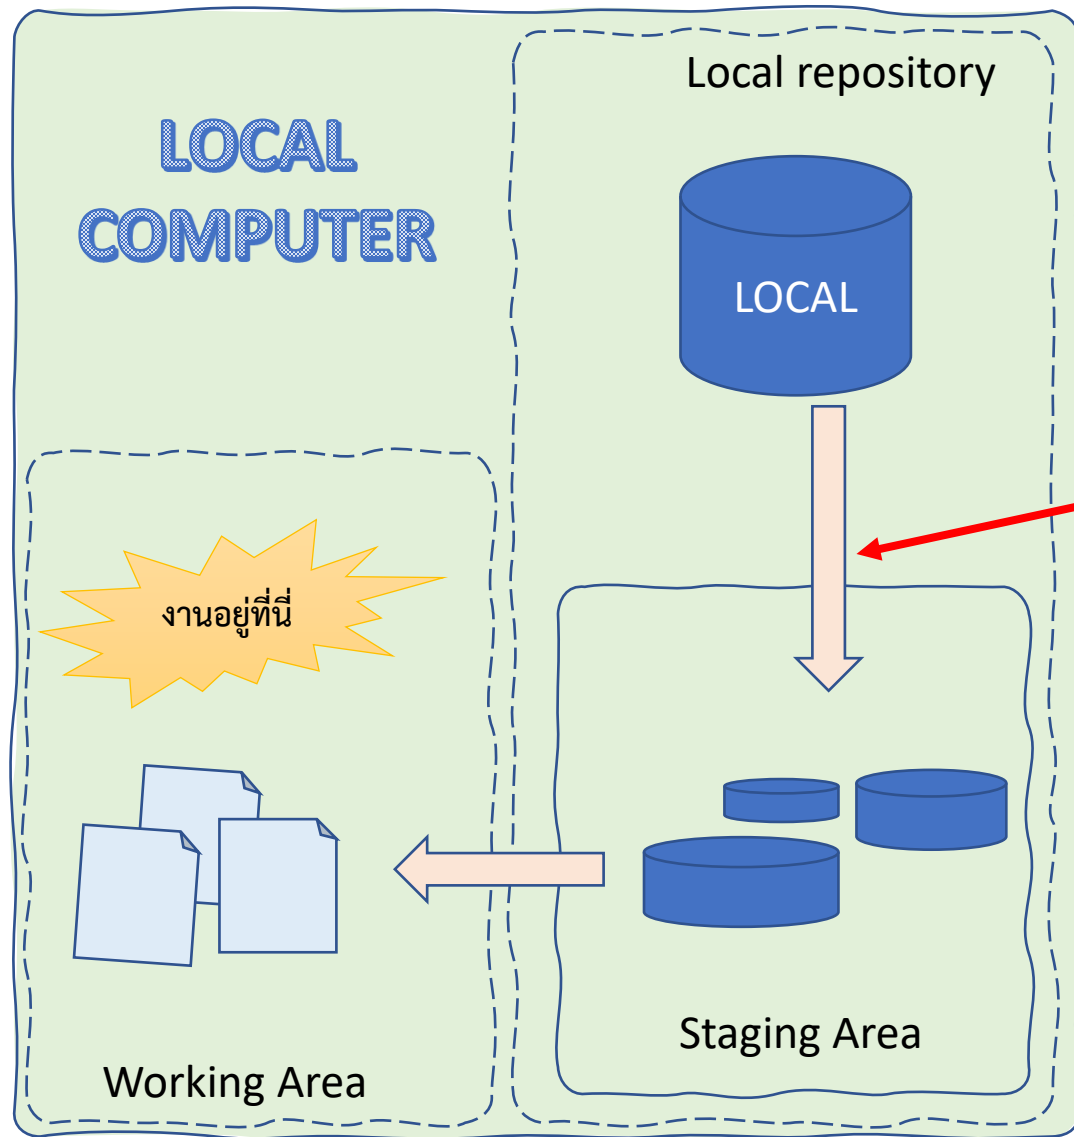 Local repository
LOCAL
COMPUTER
LOCAL
งานอยู่ที่นี่
Staging Area
Working Area